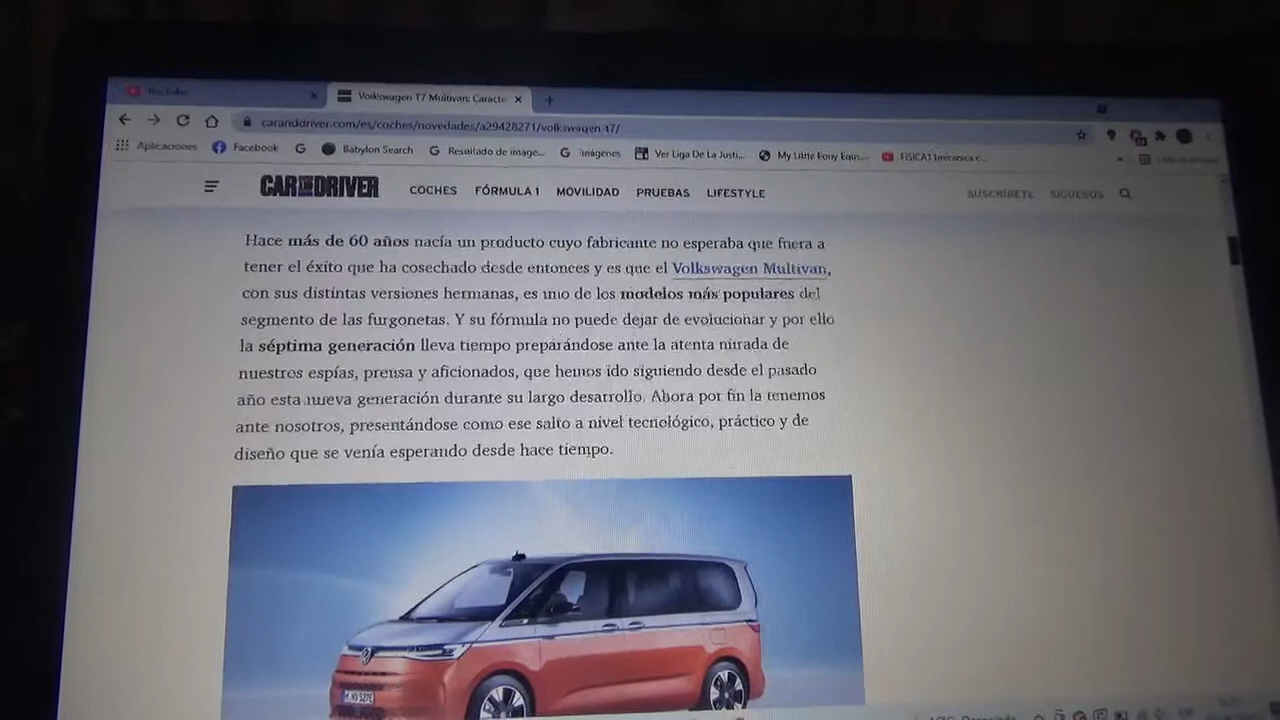 YouTube
Volkswagen T7 Multivan: Caracte
caranddriver.com/es/coches/novedades/a29428271/volkswagen-t7/
Aplicaciones Facebook Babylon Search Resultado de image... imágenes Ver Liga De La Justi... My Little Pony Equs... FISICA1 mecanica c...
CAR AND DRIVER COCHES FÓRMULA 1 MOVILIDAD PRUEBAS LIFESTYLE SUSCRÍBETE SÍGUENOS
Hace más de 60 años nacía un producto cuyo fabricante no esperaba que fuera a
tener el éxito que ha cosechado desde entonces y es que el Volkswagen Multivan,
con sus distintas versiones hermanas, es uno de los modelos más populares del
segmento de las furgonetas. Y su fórmula no puede dejar de evolucionar y por ello
la séptima generación lleva tiempo preparándose ante la atenta mirada de
nuestros espías, prensa y aficionados, que hemos ido siguiendo desde el pasado
año esta nueva generación durante su largo desarrollo. Ahora por fin la tenemos
ante nosotros, presentándose como ese salto a nivel tecnológico, práctico y de
diseño que se venía esperando desde hace tiempo.